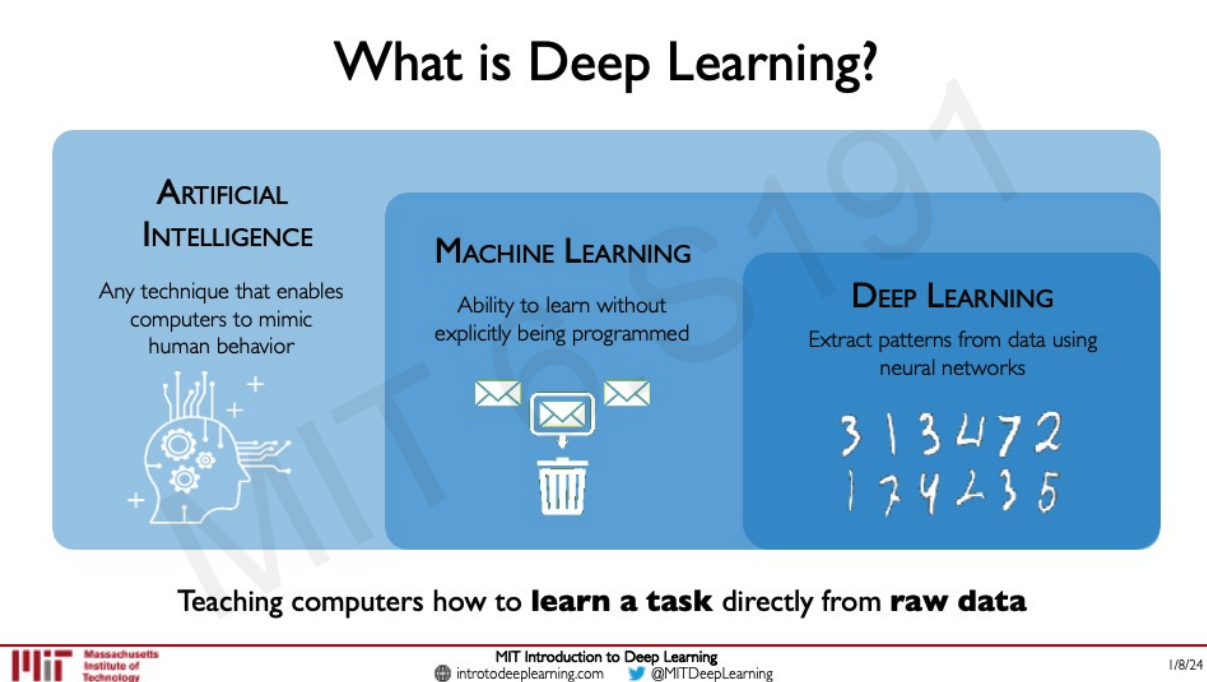 What is Deep Learning?
ARTIFICIAL
INTELLIGENCE
Any technique that enables
computers to mimic
human behavior
MACHINE LEARNING
Ability to learn without
explicitly being programmed
DEEP LEARNING
Extract patterns from data using
neural networks
3 1 3 4 7 2
1 7 4 2 3 5
MIT 6.S191
Teaching computers how to learn a task directly from raw data
Massachusetts
Institute of
Technology
MIT Introduction to Deep Learning
introtodeeplearning.com @MITDeepLearning
1/8/24